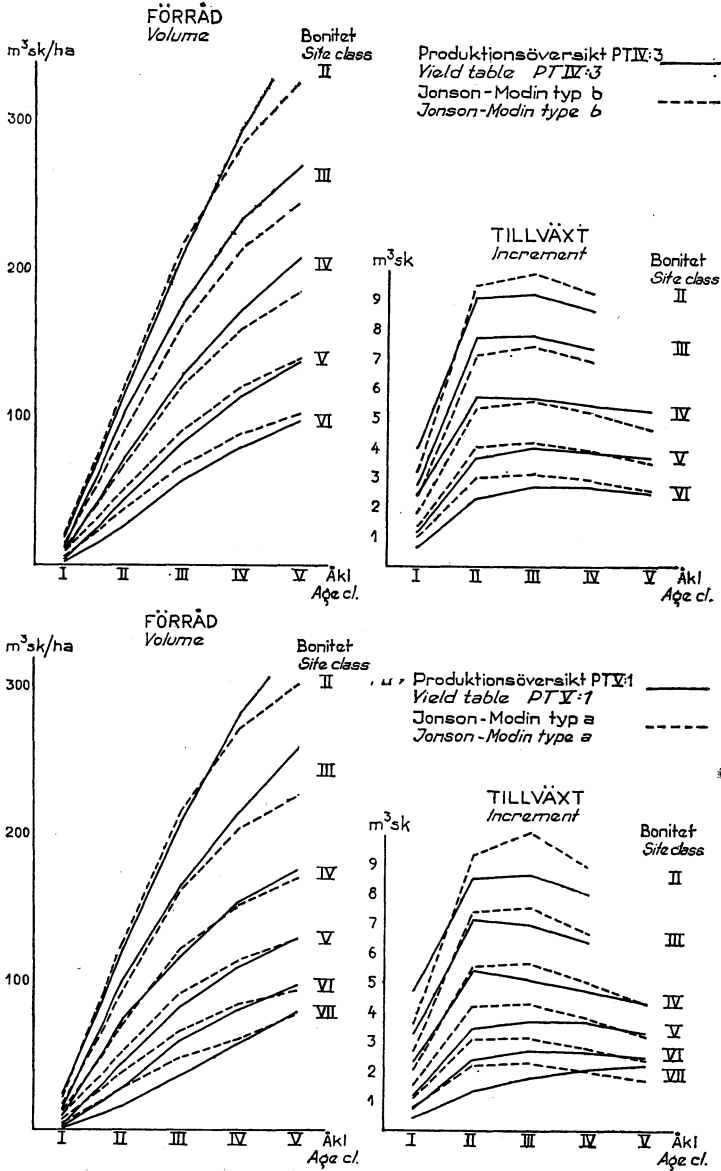 FÖRRÅD
Volume
m³sk/ha
Bonitet
Site class
II
III
IV
V
VI
300
200
100
I II III IV V Åkl
Age cl.
Produktionsöversikt PTIV:3
Yield table PTIV:3
Jonson-Modin typ b
Jonson-Modin type b
TILLVÄXT
Increment
m³sk
Bonitet
Site class
II
III
IV
V
VI
9
8
7
6
5
4
3
2
1
I II III IV V Åkl
Age cl.
FÖRRÅD
Volume
m³sk/ha
Bonitet
Site class
II
III
IV
V
VI
VII
300
200
100
I II III IV V Åkl
Age cl.
Produktionsöversikt PTV:1
Yield table PTV:1
Jonson-Modin typ a
Jonson-Modin type a
TILLVÄXT
Increment
m³sk
Bonitet
Site class
II
III
IV
V
VI
VII
9
8
7
6
5
4
3
2
1
I II III IV V Åkl
Age cl.